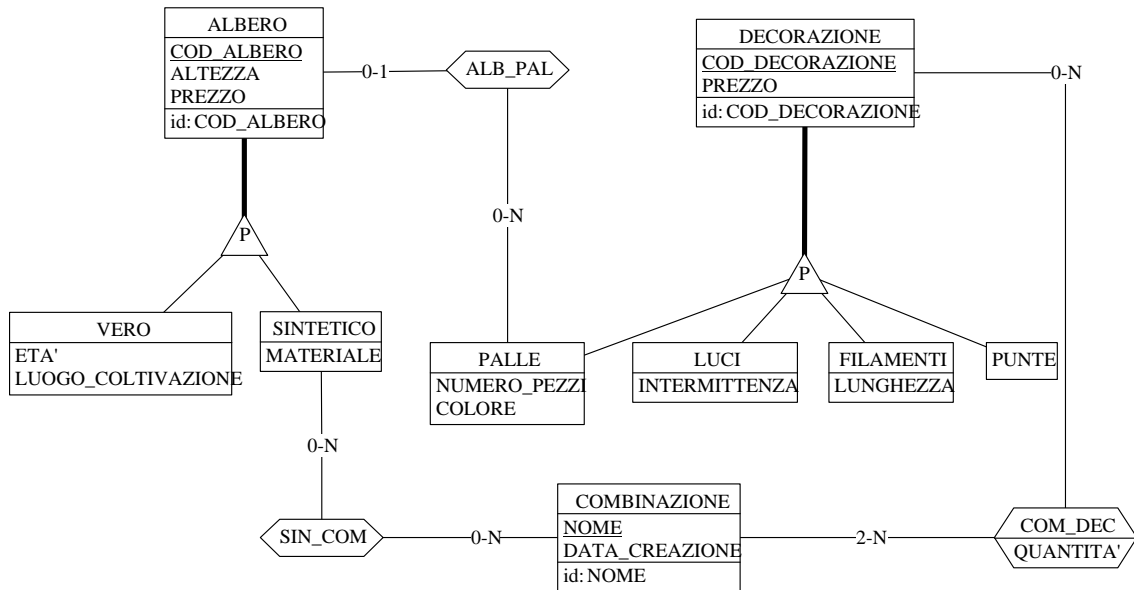 ALBERO
COD_ALBERO
ALTEZZA
PREZZO
id: COD_ALBERO
0-1
ALB_PAL
DECORAZIONE
COD_DECORAZIONE
PREZZO
id: COD_DECORAZIONE
0-N
0-N
P
P
VERO
ETA'
LUOGO_COLTIVAZIONE
SINTETICO
MATERIALE
PALLE
NUMERO_PEZZI
COLORE
LUCI
INTERMITTENZA
FILAMENTI
LUNGHEZZA
PUNTE
0-N
SIN_COM
0-N
COMBINAZIONE
NOME
DATA_CREAZIONE
id: NOME
2-N
COM_DEC
QUANTITA'